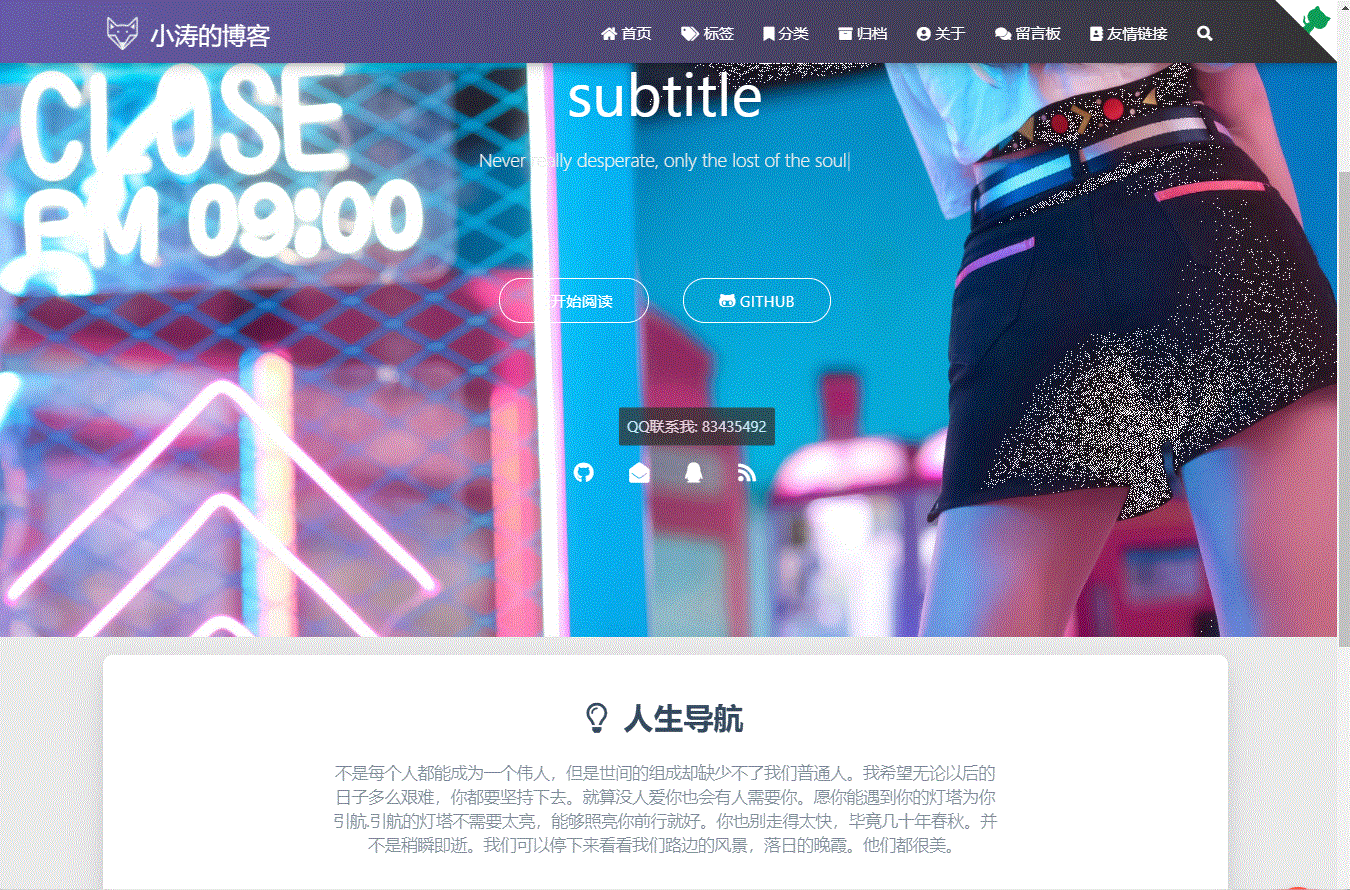 小涛的博客
首页 标签 分类 归档 关于 留言板 友情链接
CLOSE
PM 09:00
subtitle
Never really desperate, only the lost of the soul|
开始阅读 GITHUB
QQ联系我: 83435492
人生导航
不是每个人都能成为一个伟人，但是世间的组成却缺少不了我们普通人。我希望无论以后的
日子多么艰难，你都要坚持下去。就算没人爱你也会有人需要你。愿你能遇到你的灯塔为你
引航.引航的灯塔不需要太亮，能够照亮你前行就好。你也别走得太快，毕竟几十年春秋。并
不是稍瞬即逝。我们可以停下来看看我们路边的风景，落日的晚霞。他们都很美。